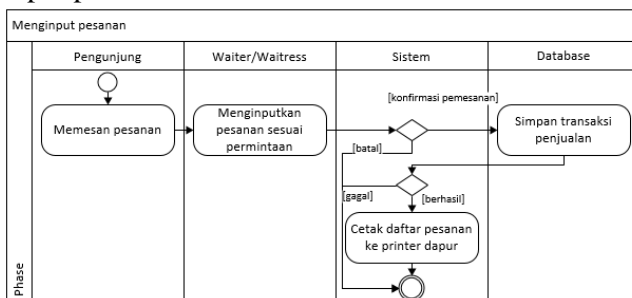 Menginput pesanan
Pengunjung
Waiter/Waitress
Sistem
Database
[konfirmasi pemesanan]
Memesan pesanan
Menginputkan
pesanan sesuai
permintaan
Simpan transaksi
penjualan
[batal]
[gagal]
[berhasil]
Cetak daftar pesanan
ke printer dapur
Phase